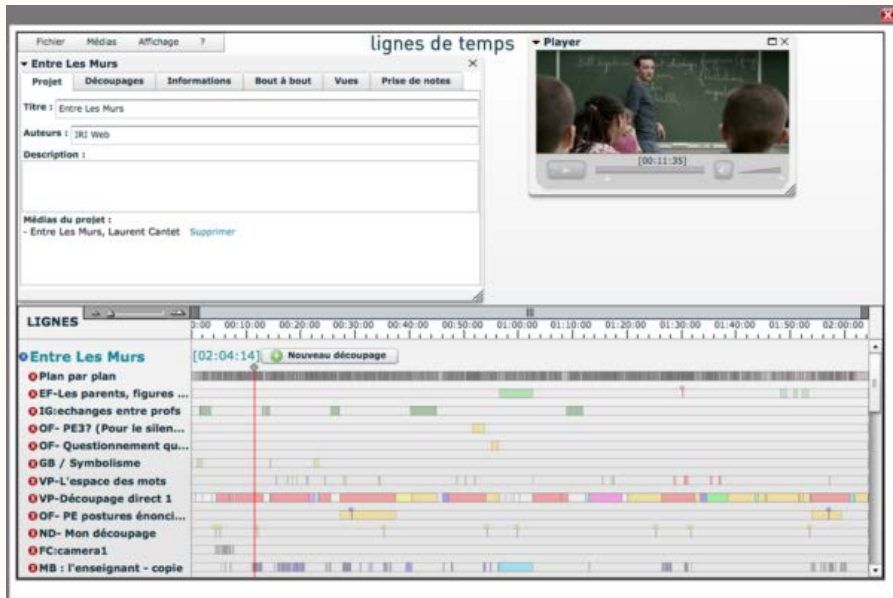 Fichier Médias Affichage ?
lignes de temps
Player
Entre Les Murs
Projet Découpages Informations Bout à bout Vues Prise de notes
Titre : Entre Les Murs
Auteurs : IRI Web
Description :
[00:11:35]
Médias du projet :
- Entre Les Murs, Laurent Cantet Supprimer
LIGNES
0:00 00:10:00 00:20:00 00:30:00 00:40:00 00:50:00 01:00:00 01:10:00 01:20:00 01:30:00 01:40:00 01:50:00 02:00:00
Entre Les Murs [02:04:14] Nouveau découpage
Plan par plan
EF-Les parents, figures ...
IG:echanges entre profs
OF- PE3? (Pour le silen...
OF- Questionnement qu...
GB / Symbolisme
VP-L'espace des mots
VP-Découpage direct 1
OF- PE postures énonci...
ND- Mon découpage
FC:camera1
MB : l'enseignant - copie